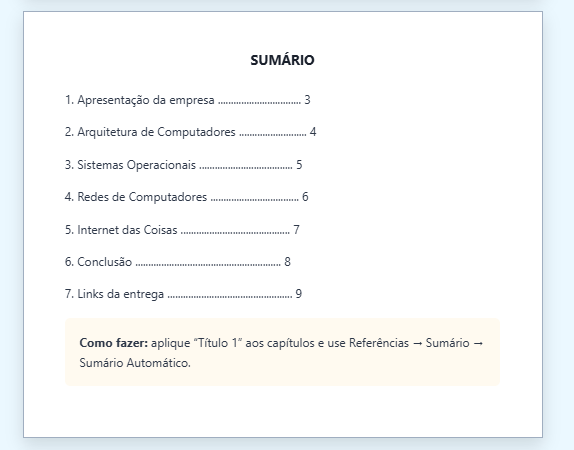 SUMÁRIO
1. Apresentação da empresa ................................. 3
2. Arquitetura de Computadores ........................... 4
3. Sistemas Operacionais ..................................... 5
4. Redes de Computadores ................................... 6
5. Internet das Coisas ........................................... 7
6. Conclusão .......................................................... 8
7. Links da entrega .................................................. 9
Como fazer: aplique “Título 1” aos capítulos e use Referências → Sumário →
Sumário Automático.